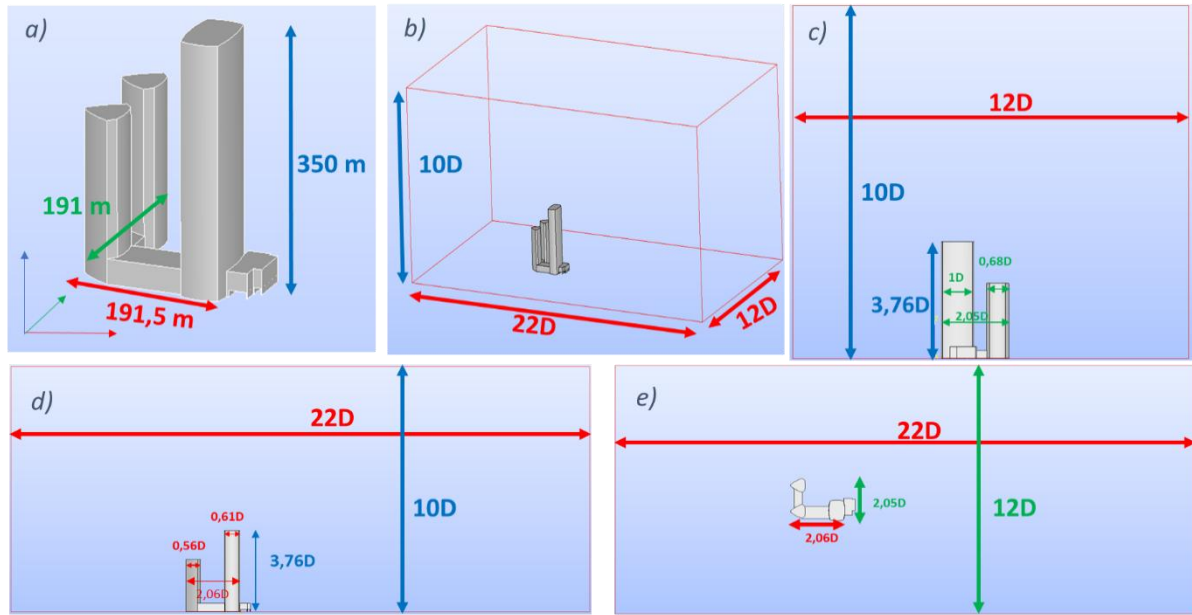 a)
350 m
191 m
191,5 m
b)
10D
22D
12D
c)
12D
10D
0,68D
1D
3,76D
2,05D
d)
22D
10D
0,61D
0,56D
3,76D
2,06D
e)
22D
12D
2,05D
2,06D